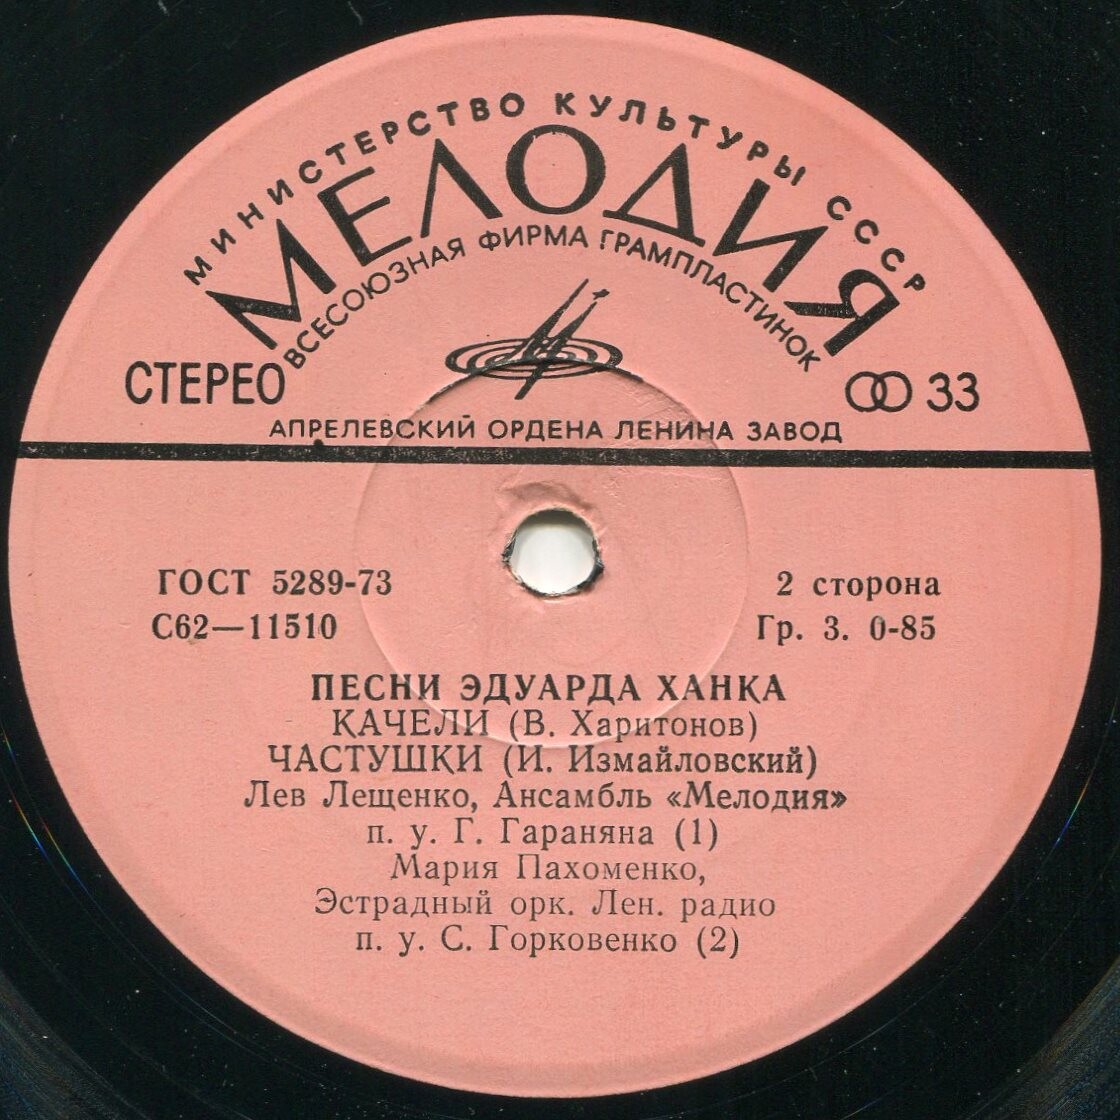 МИНИСТЕРСТВО КУЛЬТУРЫ СССР
МЕЛОДИЯ
ВСЕСОЮЗНАЯ ФИРМА ГРАМПЛАСТИНОК
СТЕРЕО
33
АПРЕЛЕВСКИЙ ОРДЕНА ЛЕНИНА ЗАВОД
ГОСТ 5289-73
2 сторона
С62—11510
Гр. 3. 0-85
ПЕСНИ ЭДУАРДА ХАНКА
КАЧЕЛИ (В. Харитонов)
ЧАСТУШКИ (И. Измайловский)
Лев Лещенко, Ансамбль «Мелодия»
п. у. Г. Гараняна (1)
Мария Пахоменко,
Эстрадный орк. Лен. радио
п. у. С. Горковенко (2)